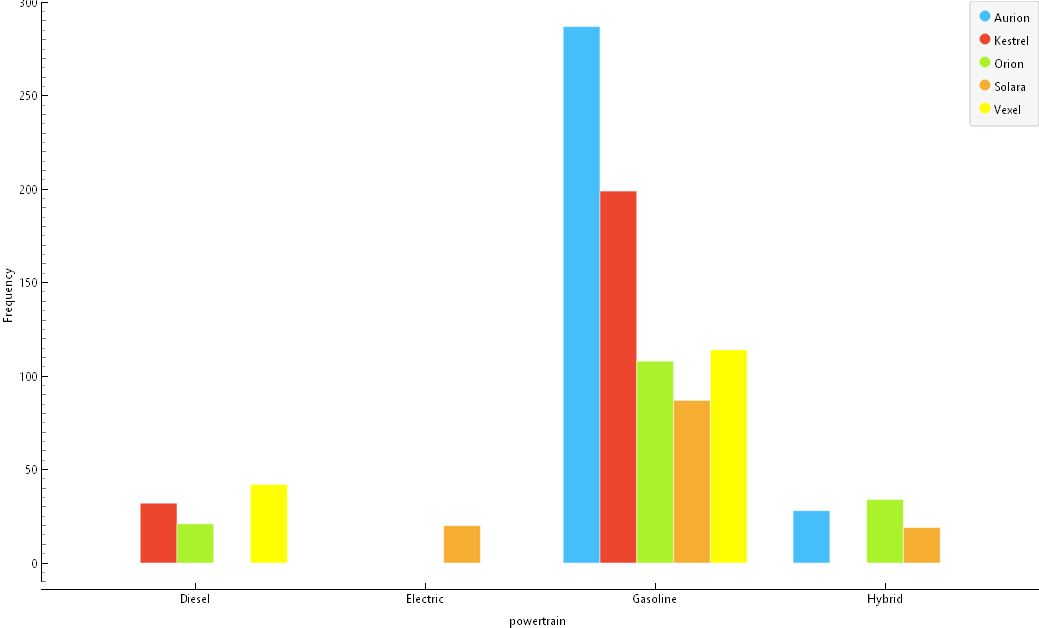 300
250
200
150
100
50
0
Frequency
Diesel
Electric
Gasoline
Hybrid
powertrain
Aurion
Kestrel
Orion
Solara
Vexel